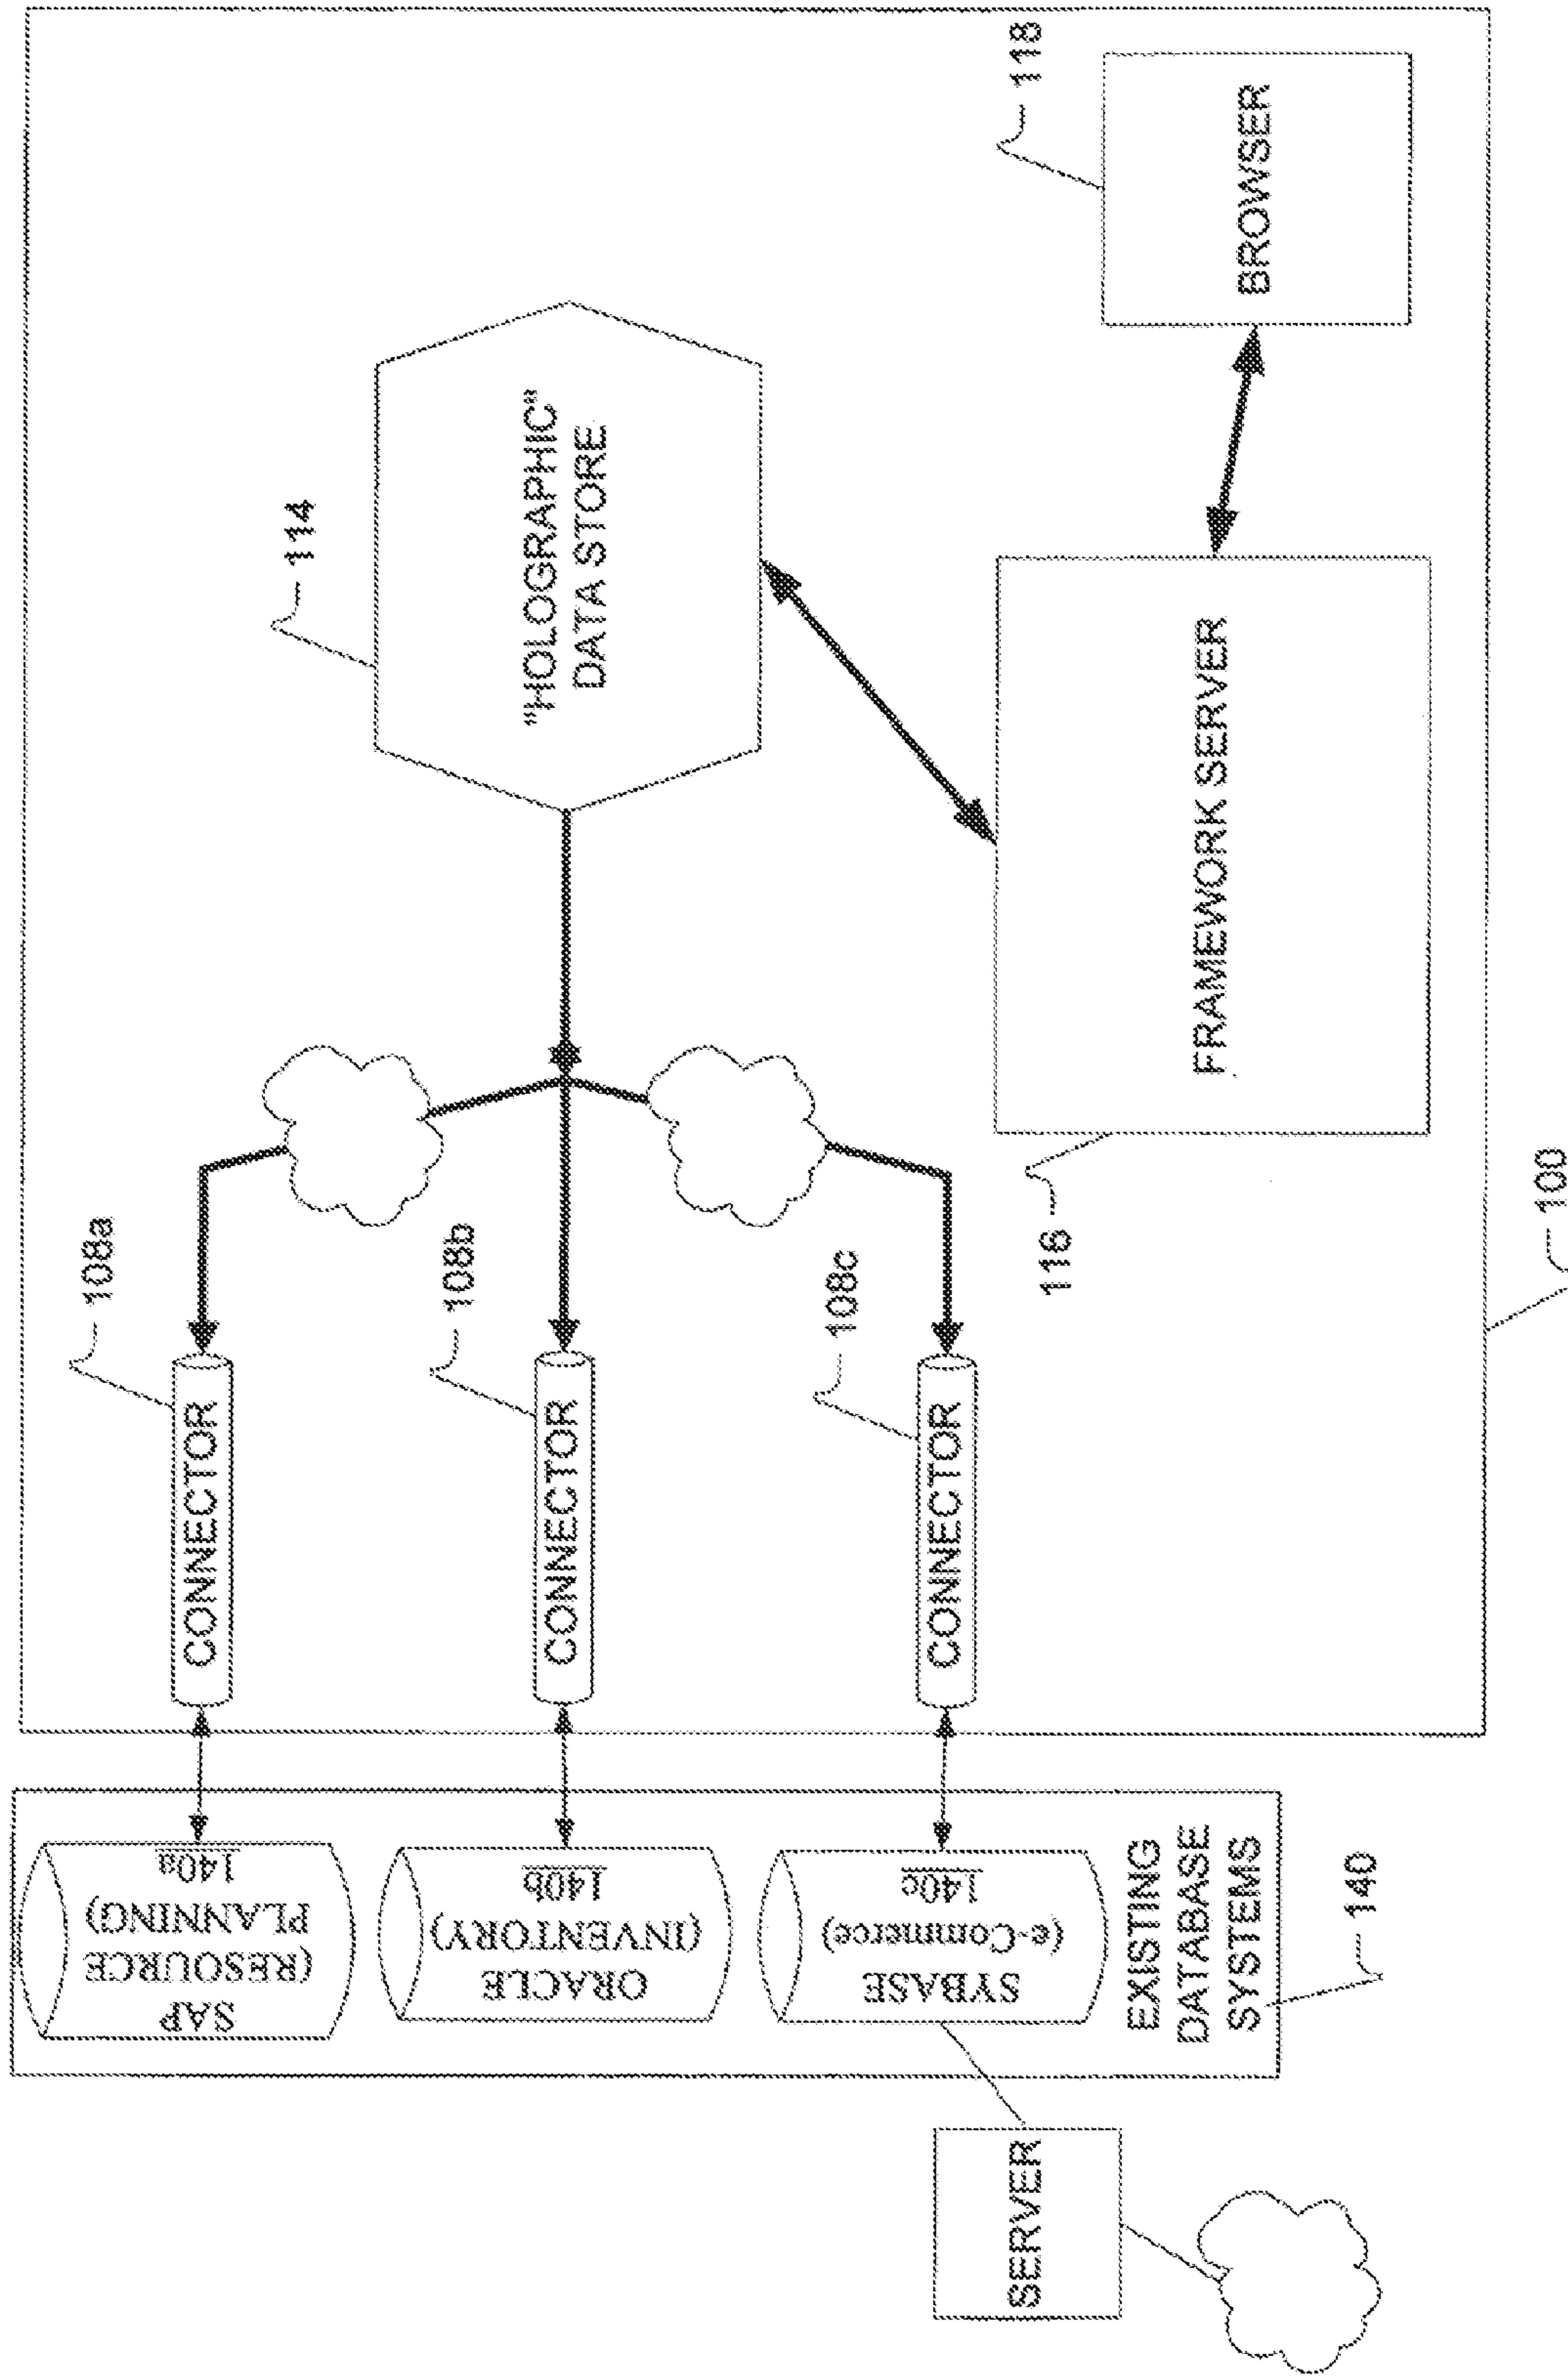 SAP
(RESOURCE
PLANNING)
140a
ORACLE
(INVENTORY)
140b
SYBASE
(e-Commerce)
140c
EXISTING
DATABASE
SYSTEMS
140
SERVER
CONNECTOR
108a
CONNECTOR
108b
CONNECTOR
108c
"HOLOGRAPHIC"
DATA STORE
114
FRAMEWORK SERVER
116
BROWSER
118
100